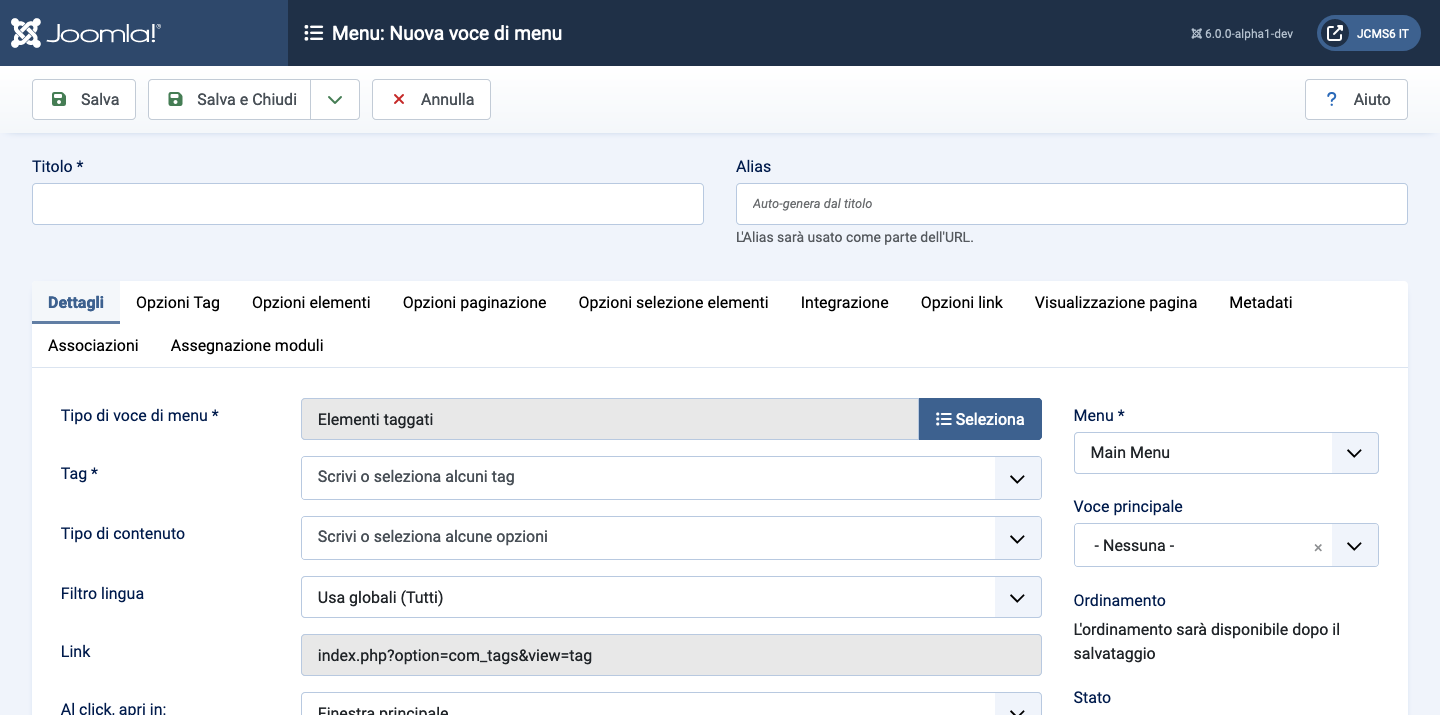 Joomla!®
Menu: Nuova voce di menu
6.0.0-alpha1-dev
JCMS6 IT
Salva
Salva e Chiudi
Annulla
? Aiuto
Titolo *
Alias
Auto-genera dal titolo
L'Alias sarà usato come parte dell'URL.
Dettagli
Opzioni Tag
Opzioni elementi
Opzioni paginazione
Opzioni selezione elementi
Integrazione
Opzioni link
Visualizzazione pagina
Metadati
Associazioni
Assegnazione moduli
Tipo di voce di menu *
Elementi taggati
Seleziona
Tag *
Scrivi o seleziona alcuni tag
Tipo di contenuto
Scrivi o seleziona alcune opzioni
Filtro lingua
Usa globali (Tutti)
Link
index.php?option=com_tags&view=tag
Al click, apri in:
Finestra principale
Menu *
Main Menu
Voce principale
- Nessuna -
Ordinamento
L'ordinamento sarà disponibile dopo il
salvataggio
Stato